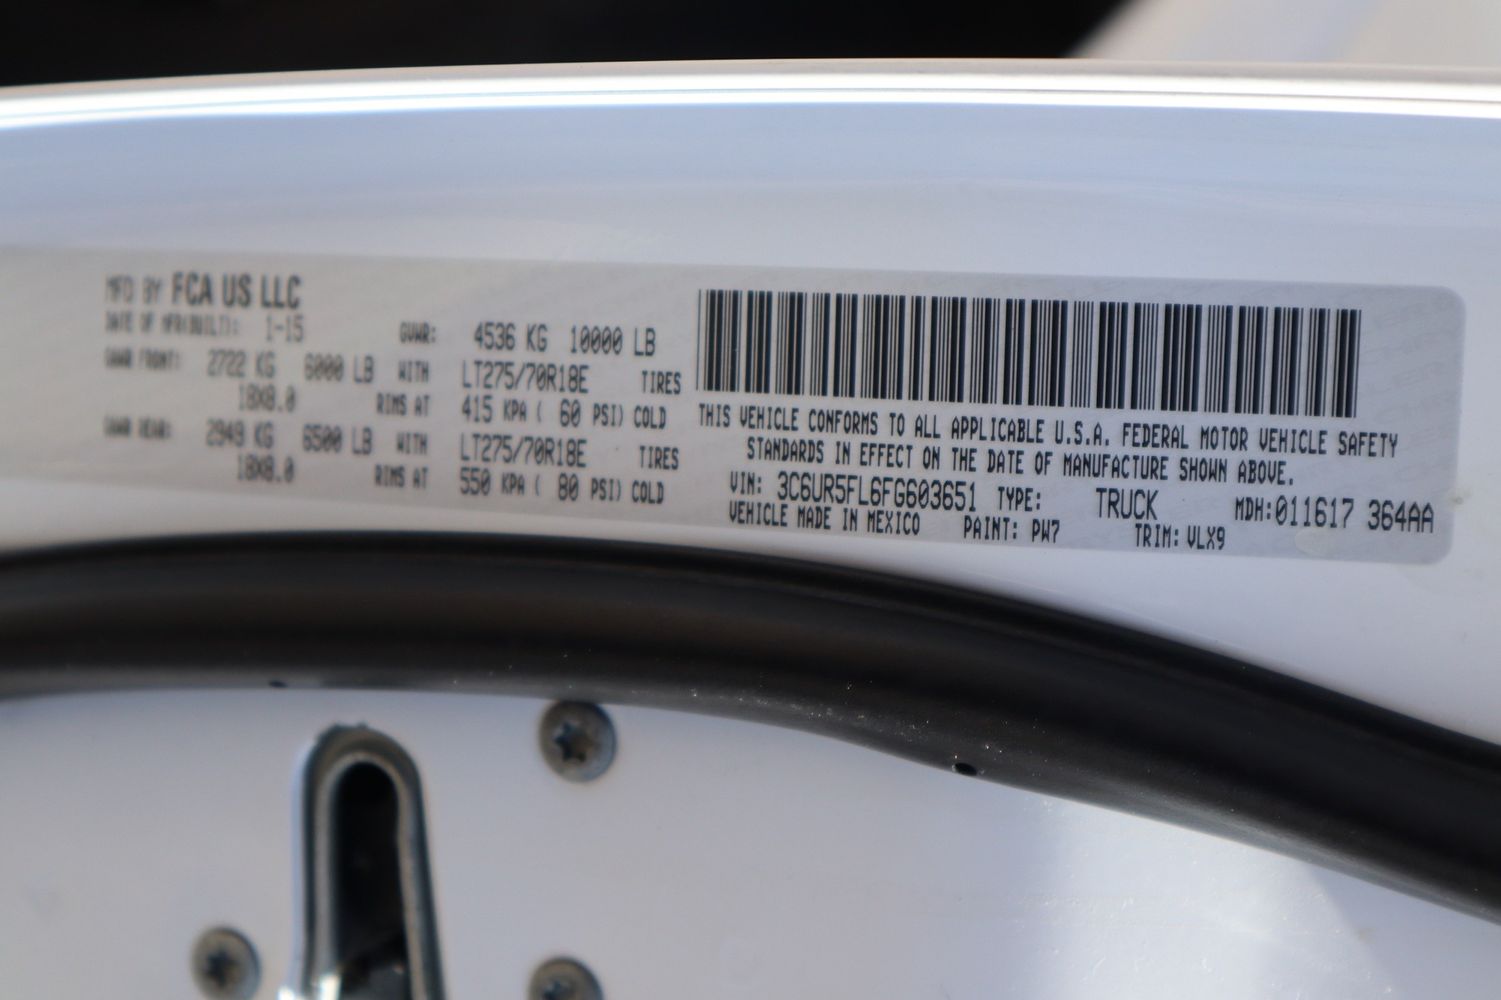 MFD BY FCA US LLC
DATE OF MFR(BUILT): 1-15 GVWR: 4536 KG 10000 LB
GAWR FRONT: 2722 KG 6000 LB WITH LT275/70R18E TIRES
18X8.0 RIMS AT 415 KPA ( 60 PSI) COLD
GAWR REAR: 2949 KG 6500 LB WITH LT275/70R18E TIRES
18X8.0 RIMS AT 550 KPA ( 80 PSI) COLD
THIS VEHICLE CONFORMS TO ALL APPLICABLE U.S.A. FEDERAL MOTOR VEHICLE SAFETY
STANDARDS IN EFFECT ON THE DATE OF MANUFACTURE SHOWN ABOVE.
VIN: 3C6UR5FL6FG603651 TYPE: TRUCK MDH:011617 364AA
VEHICLE MADE IN MEXICO PAINT: PW7 TRIM: VLX9